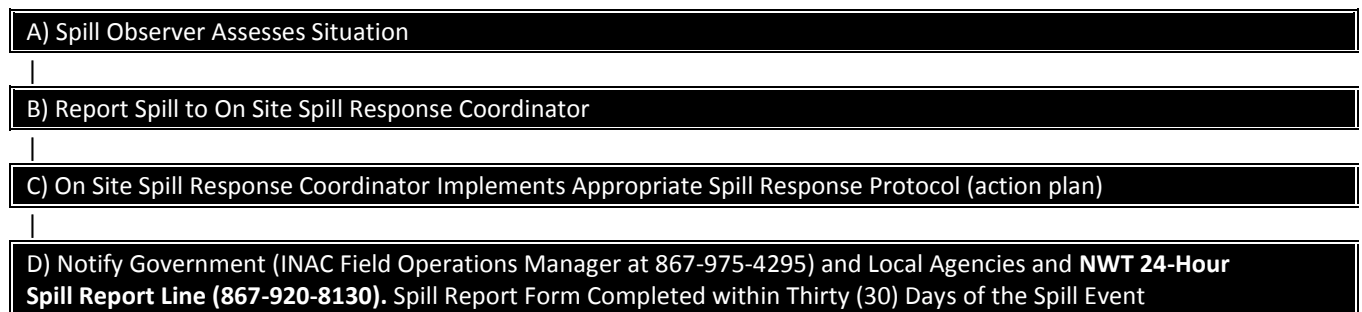 A) Spill Observer Assesses Situation
|
B) Report Spill to On Site Spill Response Coordinator
|
C) On Site Spill Response Coordinator Implements Appropriate Spill Response Protocol (action plan)
|
D) Notify Government (INAC Field Operations Manager at 867-975-4295) and Local Agencies and NWT 24-Hour
Spill Report Line (867-920-8130). Spill Report Form Completed within Thirty (30) Days of the Spill Event